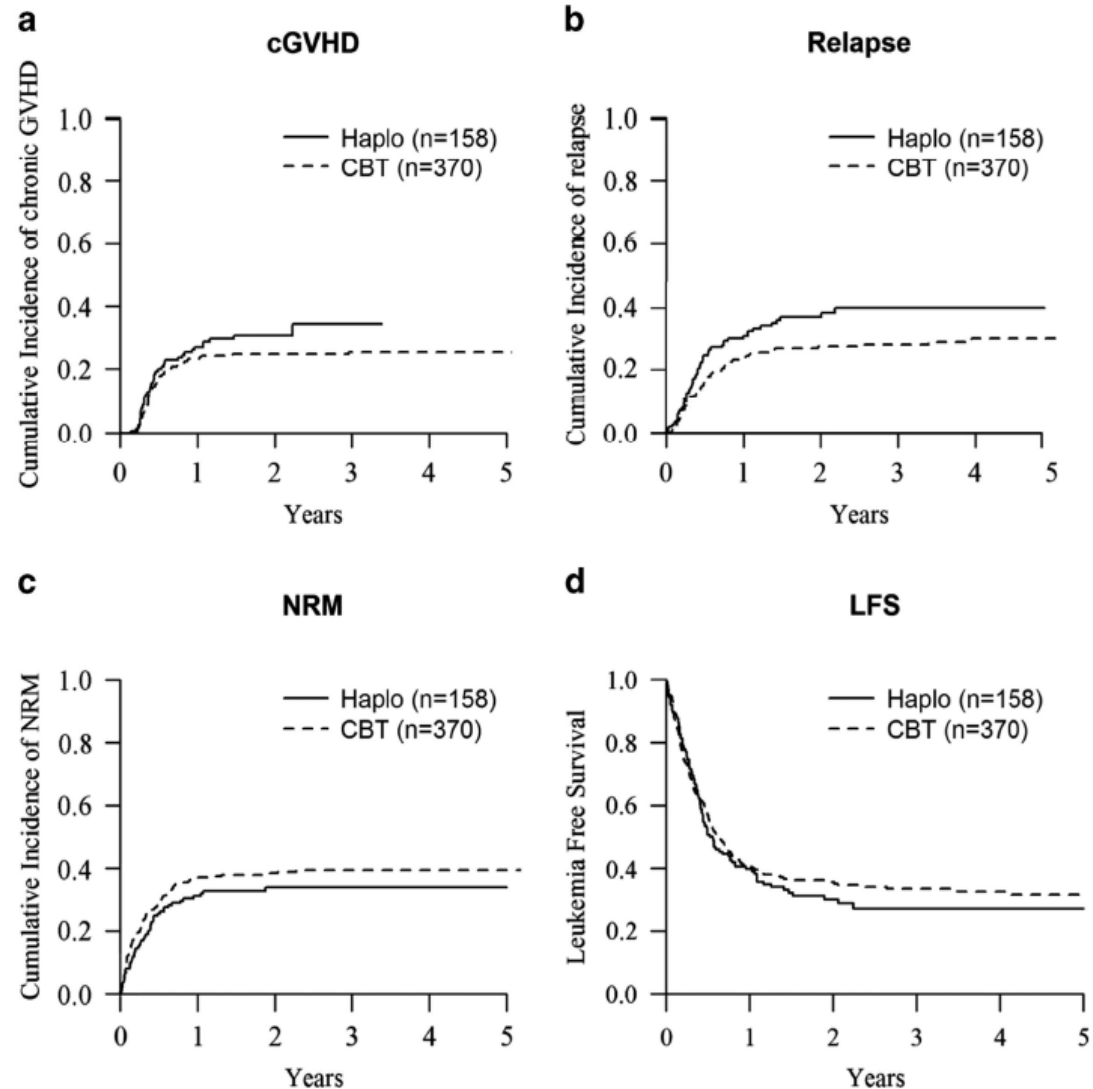 a
cGVHD
Cumulative Incidence of chronic GVHD
1.0
0.8
0.6
0.4
0.2
0.0
Haplo (n=158)
CBT (n=370)
0 1 2 3 4 5
Years
b
Relapse
Cumulative Incidence of relapse
1.0
0.8
0.6
0.4
0.2
0.0
Haplo (n=158)
CBT (n=370)
0 1 2 3 4 5
Years
c
NRM
Cumulative Incidence of NRM
1.0
0.8
0.6
0.4
0.2
0.0
Haplo (n=158)
CBT (n=370)
0 1 2 3 4 5
Years
d
LFS
Leukemia Free Survival
1.0
0.8
0.6
0.4
0.2
0.0
Haplo (n=158)
CBT (n=370)
0 1 2 3 4 5
Years